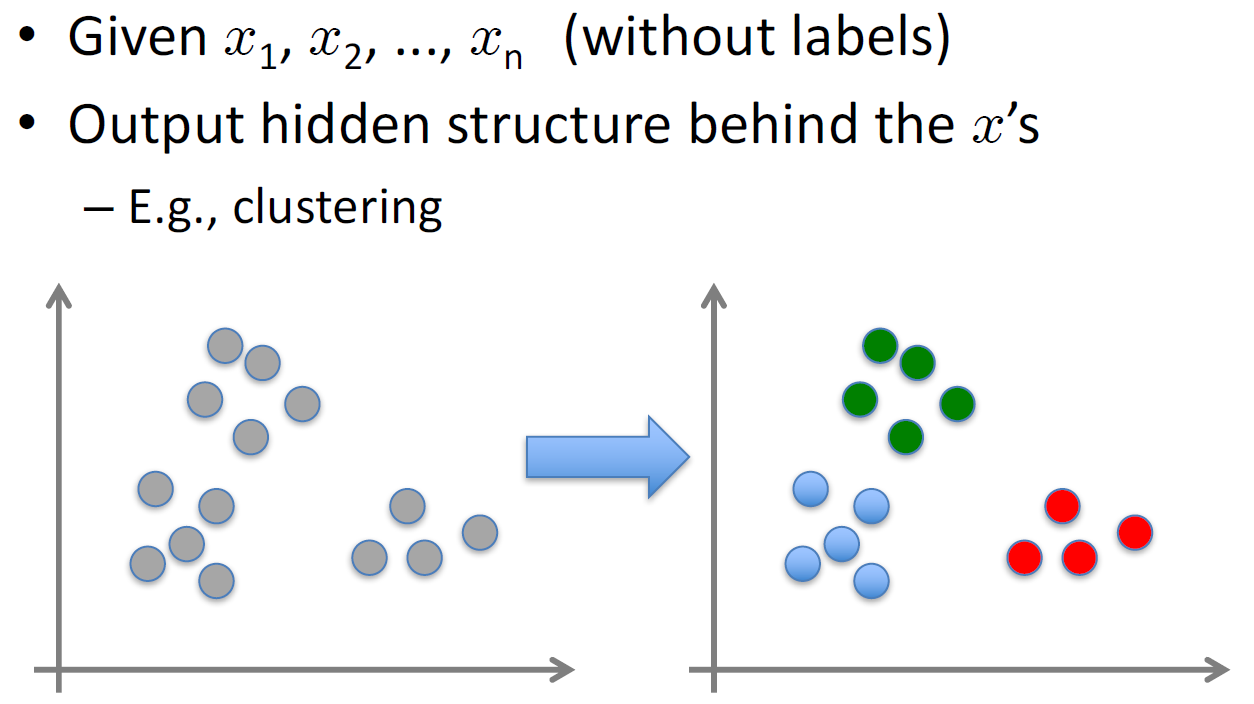 • Given x₁, x₂, ..., xₙ (without labels)
• Output hidden structure behind the x’s
– E.g., clustering